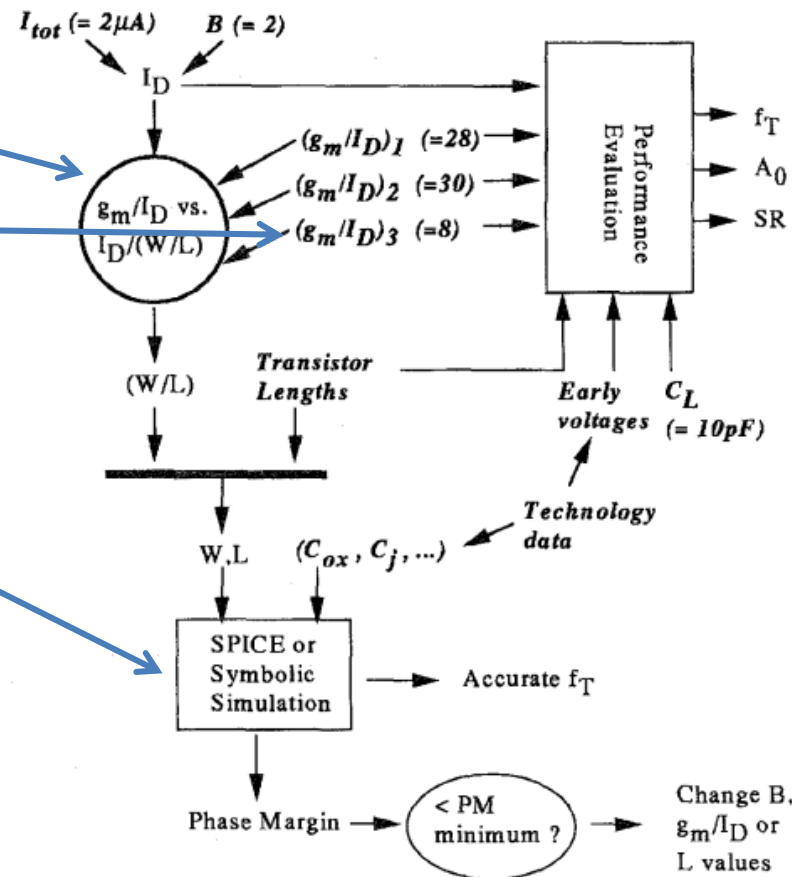 I_tot (= 2μA)
B (= 2)
I_D
(g_m/I_D)_1 (=28)
(g_m/I_D)_2 (=30)
(g_m/I_D)_3 (=8)
g_m/I_D vs.
I_D/(W/L)
Performance
Evaluation
f_T
A_0
SR
(W/L)
Transistor
Lengths
Early
voltages
C_L
(= 10pF)
Technology
data
W,L
(C_ox, C_j, ...)
SPICE or
Symbolic
Simulation
Accurate f_T
Phase Margin
< PM
minimum ?
Change B,
g_m/I_D or
L values